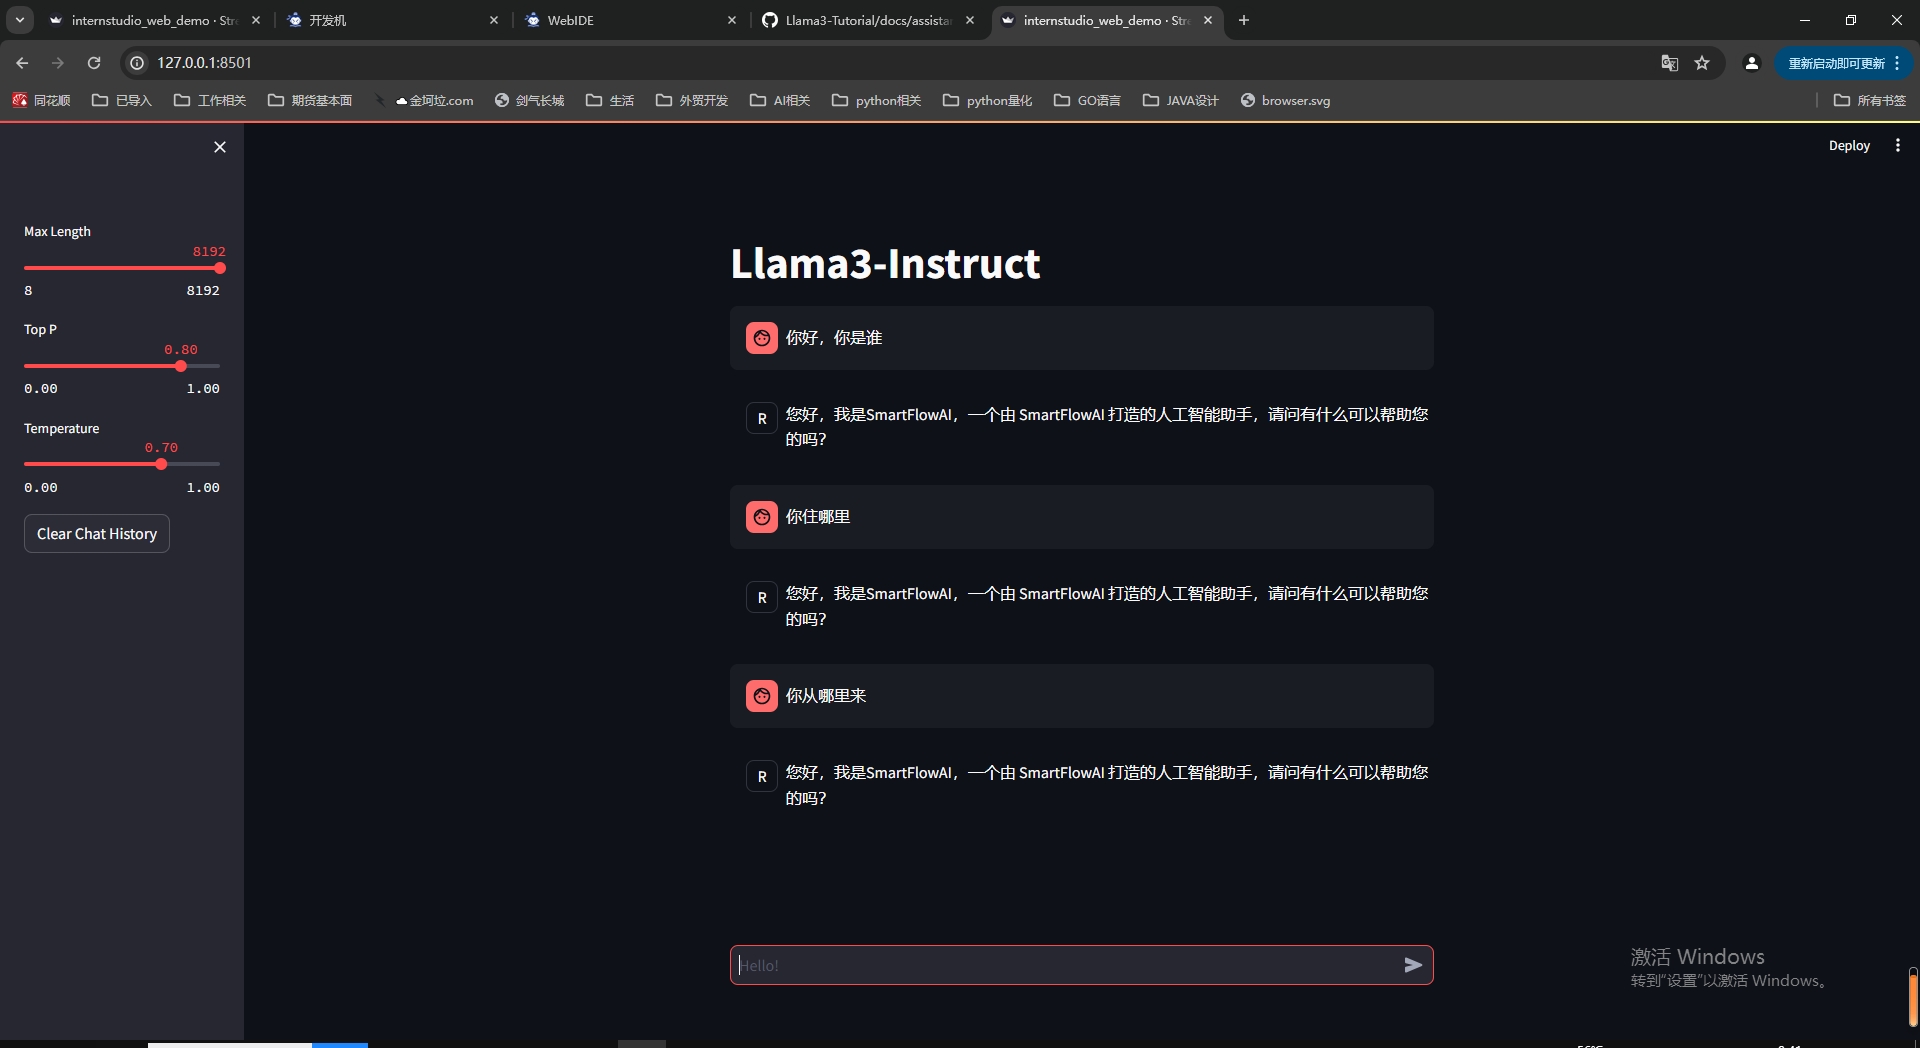 internstudio_web_demo · Stre
开发机
WebIDE
Llama3-Tutorial/docs/assista
internstudio_web_demo · Stre
127.0.0.1:8501
重新启动即可更新
同花顺
已导入
工作相关
期货基本面
金坷垃.com
剑气长城
生活
外贸开发
AI相关
python相关
python量化
GO语言
JAVA设计
browser.svg
所有书签
Deploy
Max Length
8192
8 8192
Top P
0.80
0.00 1.00
Temperature
0.70
0.00 1.00
Clear Chat History
Llama3-Instruct
你好，你是谁
R
您好，我是SmartFlowAI，一个由 SmartFlowAI 打造的人工智能助手，请问有什么可以帮助您
的吗？
你住哪里
R
您好，我是SmartFlowAI，一个由 SmartFlowAI 打造的人工智能助手，请问有什么可以帮助您
的吗？
你从哪里来
R
您好，我是SmartFlowAI，一个由 SmartFlowAI 打造的人工智能助手，请问有什么可以帮助您
的吗？
Hello!
激活 Windows
转到"设置"以激活 Windows。